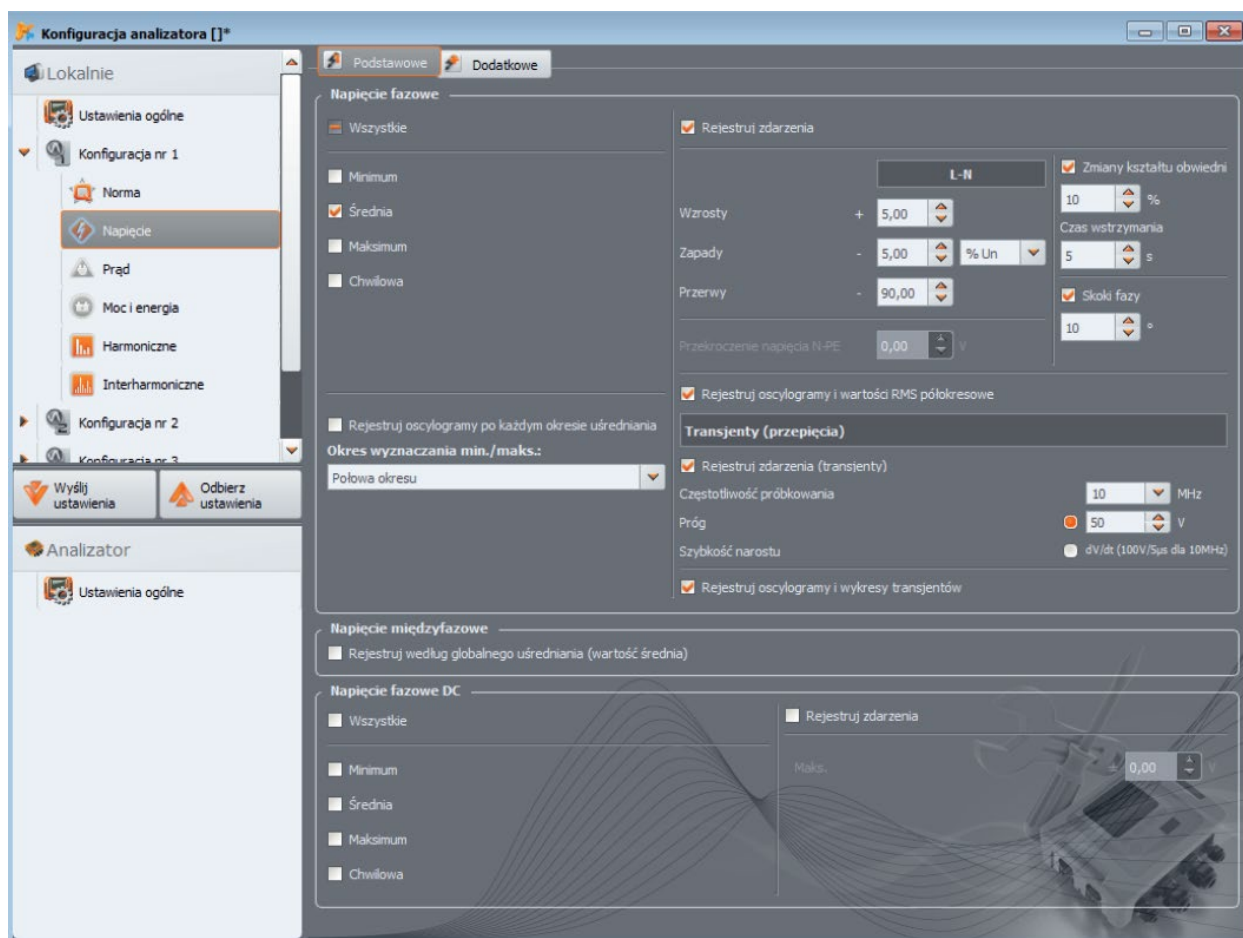 Konfiguracja analizatora []*
Lokalnie
Ustawienia ogólne
Konfiguracja nr 1
Norma
Napięcie
Prąd
Moc i energia
Harmoniczne
Interharmoniczne
Konfiguracja nr 2
Konfiguracja nr 3
Wyślij ustawienia
Odbierz ustawienia
Analizator
Ustawienia ogólne
Podstawowe
Dodatkowe
Napięcie fazowe
Wszystkie
Minimum
Średnia
Maksimum
Chwilowa
Rejestruj oscylogramy po każdym okresie uśredniania
Okres wyznaczania min./maks.:
Połowa okresu
Rejestruj zdarzenia
L-N
Wzrosty + 5,00
Zapady - 5,00 % Un
Przerwy - 90,00
Przekroczenie napięcia N-PE 0,00 V
Zmiany kształtu obwiedni
10 %
Czas wstrzymania
5 s
Skoki fazy
10 °
Rejestruj oscylogramy i wartości RMS półokresowe
Transjenty (przepięcia)
Rejestruj zdarzenia (transjenty)
Częstotliwość próbkowania 10 MHz
Próg 50 V
Szybkość narostu dV/dt (100V/5µs dla 10MHz)
Rejestruj oscylogramy i wykresy transjentów
Napięcie międzyfazowe
Rejestruj według globalnego uśredniania (wartość średnia)
Napięcie fazowe DC
Wszystkie
Minimum
Średnia
Maksimum
Chwilowa
Rejestruj zdarzenia
Maks. ± 0,00 V